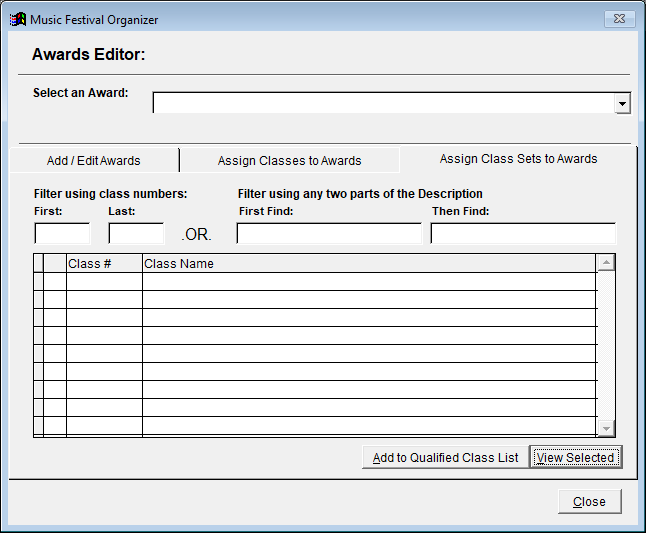 Music Festival Organizer
Awards Editor:
Select an Award:
Add / Edit Awards
Assign Classes to Awards
Assign Class Sets to Awards
Filter using class numbers:
Filter using any two parts of the Description
First:
Last:
First Find:
Then Find:
.OR.
Class #
Class Name
Add to Qualified Class List
View Selected
Close